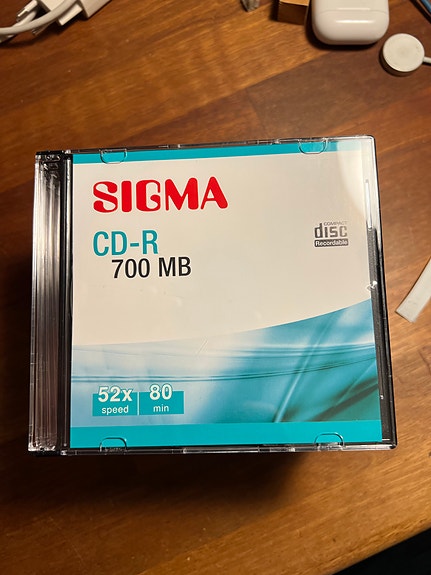 SIGMA
CD-R
700 MB
COMPACT
disc
Recordable
52x
speed
80
min